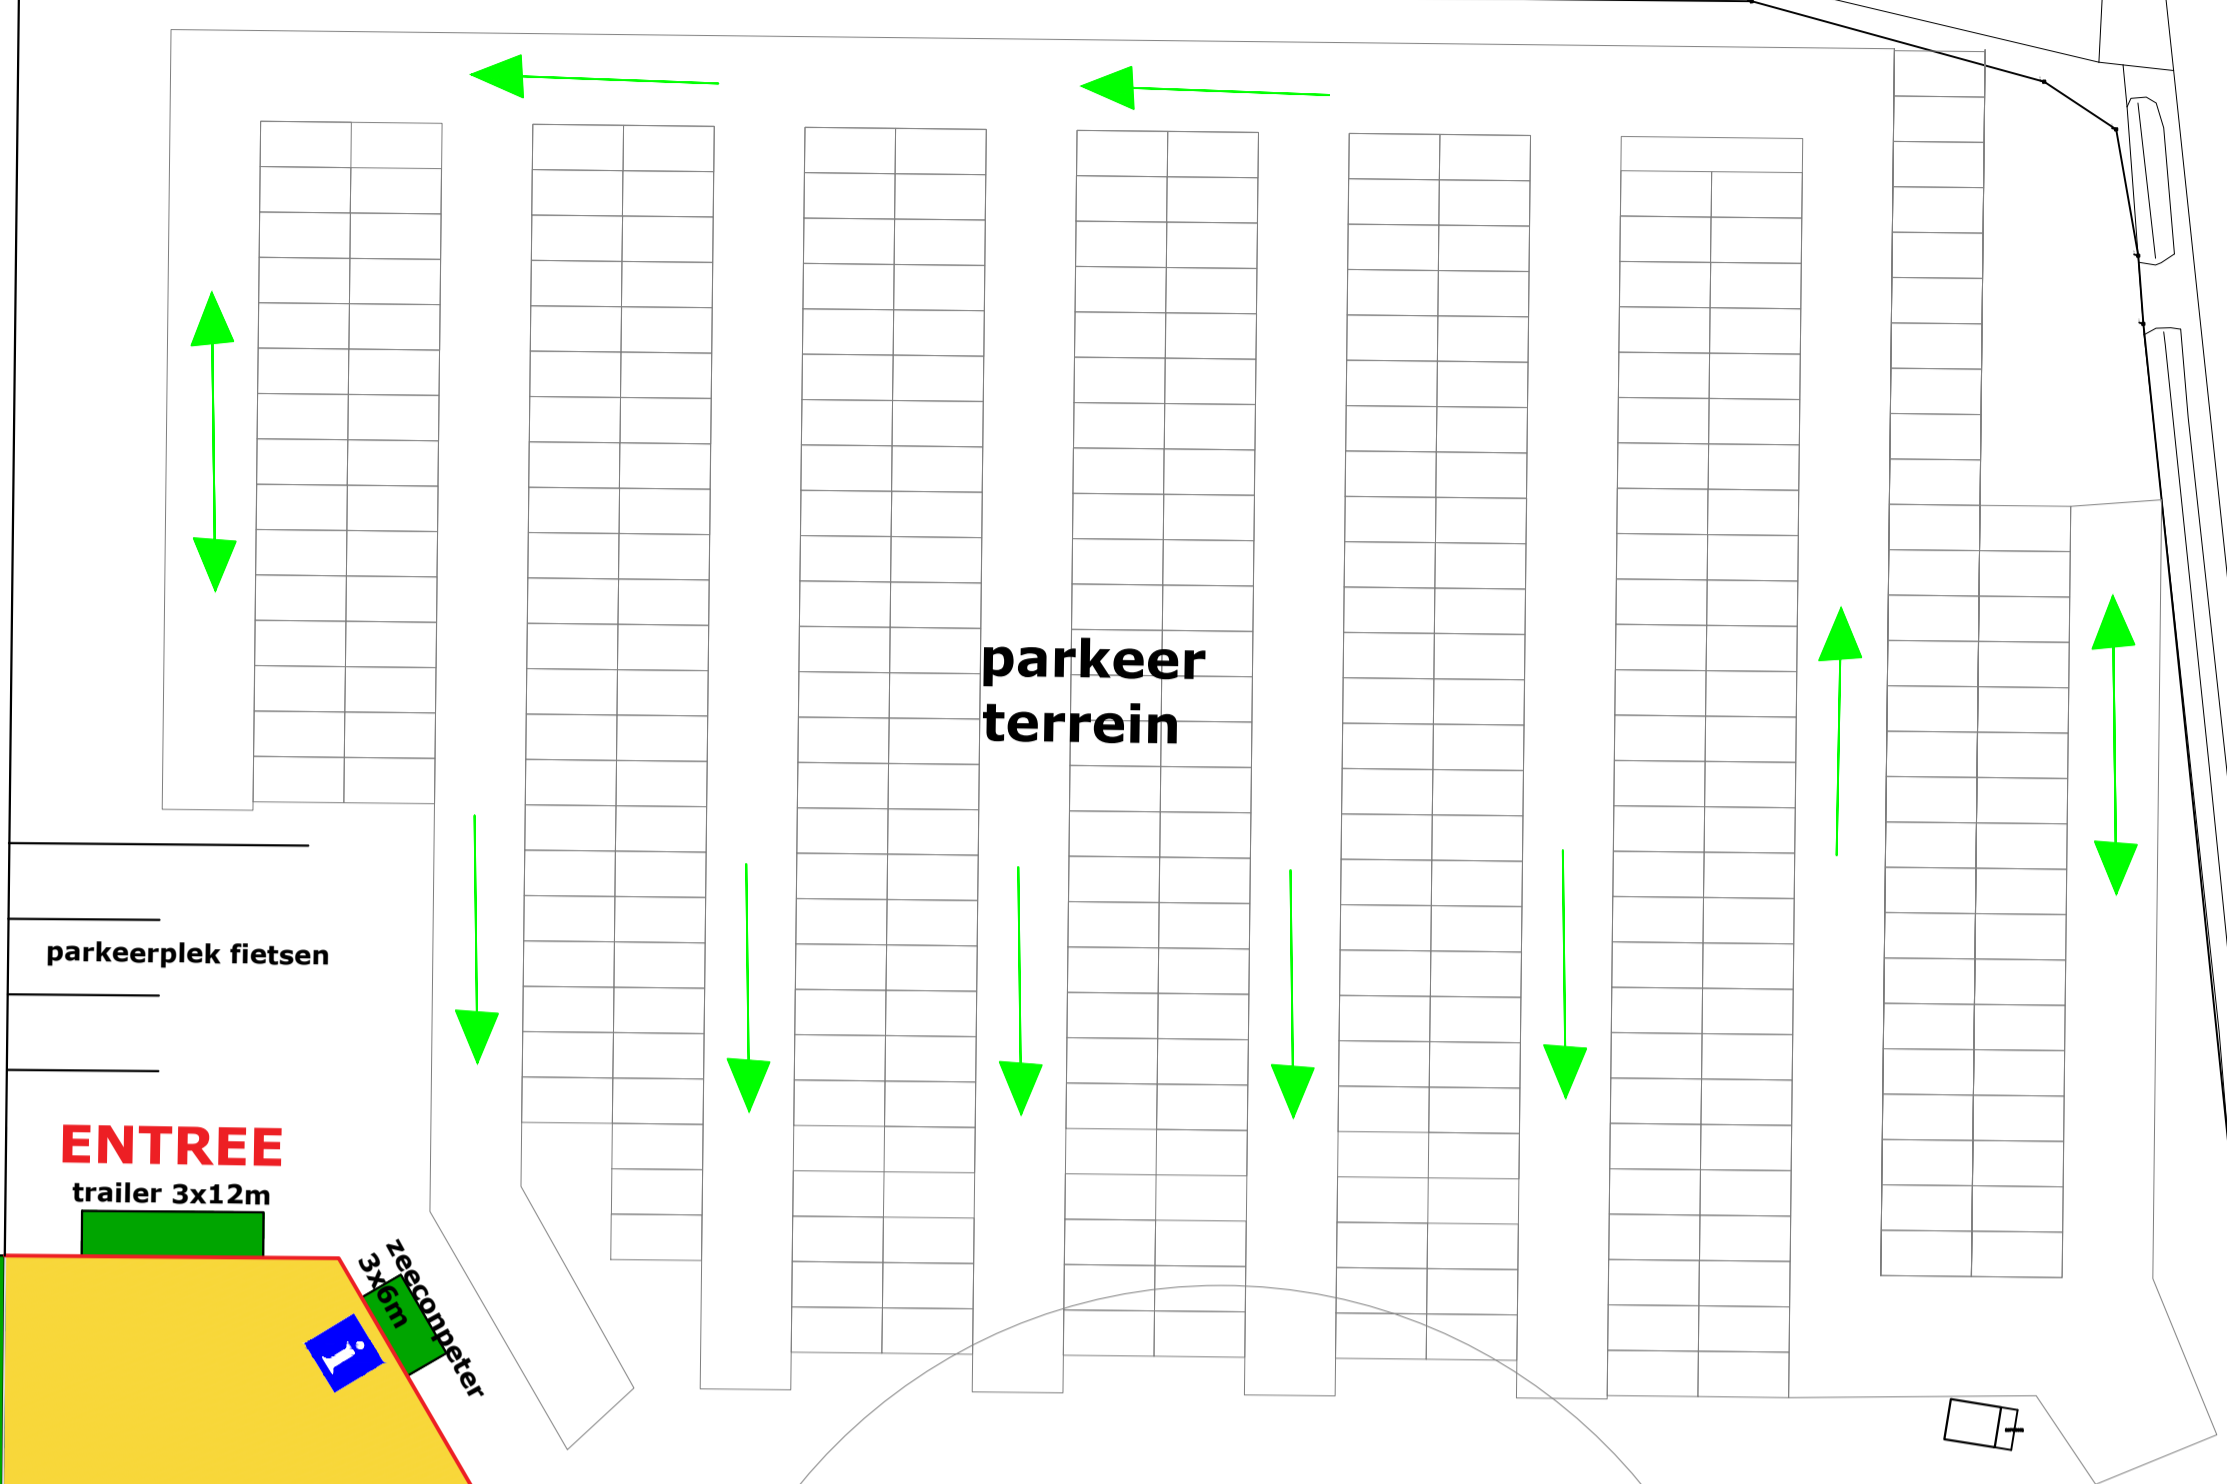 parkeer
terrein
parkeerplek fietsen
ENTREE
trailer 3x12m
zeeconpeter
3x6m
i